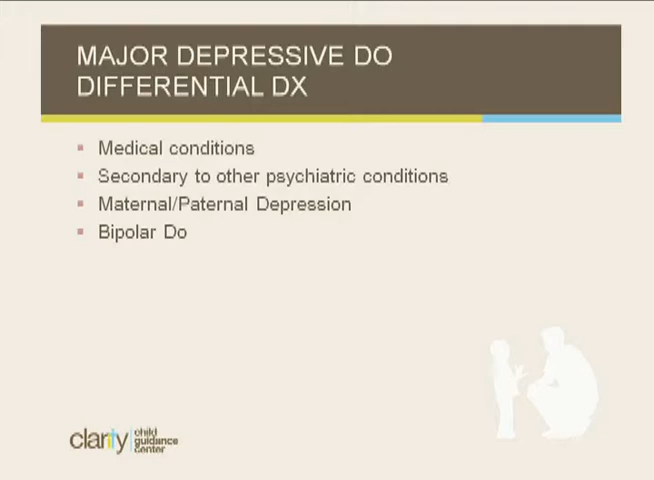 MAJOR DEPRESSIVE DO
DIFFERENTIAL DX
Medical conditions
Secondary to other psychiatric conditions
Maternal/Paternal Depression
Bipolar Do
clarity
child
guidance
center